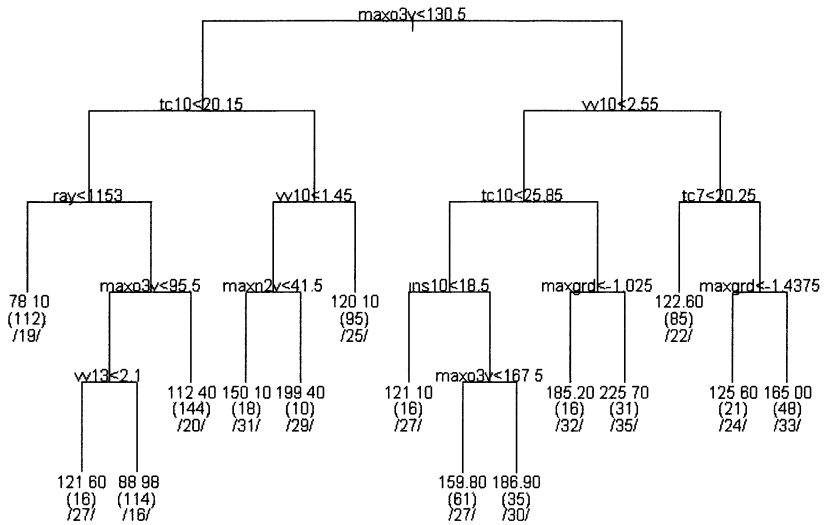 maxo3v<130.5
tc10<20.15 vv10<2.55
ray<1153 vv10<1.45 tc10<25.85 tc7<20.25
maxo3v<95.5 maxn2v<41.5 ins10<18.5 maxgrd<-1.025 maxgrd<-1.4375
78 10 120 10 122.60
(112) (95) (85)
/19/ /25/ /22/
vv13<2.1 maxo3v<167 5
112 40 150 10 199 40 121 10 185.20 225 70 125 60 165 00
(144) (18) (10) (16) (16) (31) (21) (48)
/20/ /31/ /29/ /27/ /32/ /35/ /24/ /33/
121 60 88 98 159.80 186.90
(16) (114) (61) (35)
/27/ /16/ /27/ /30/